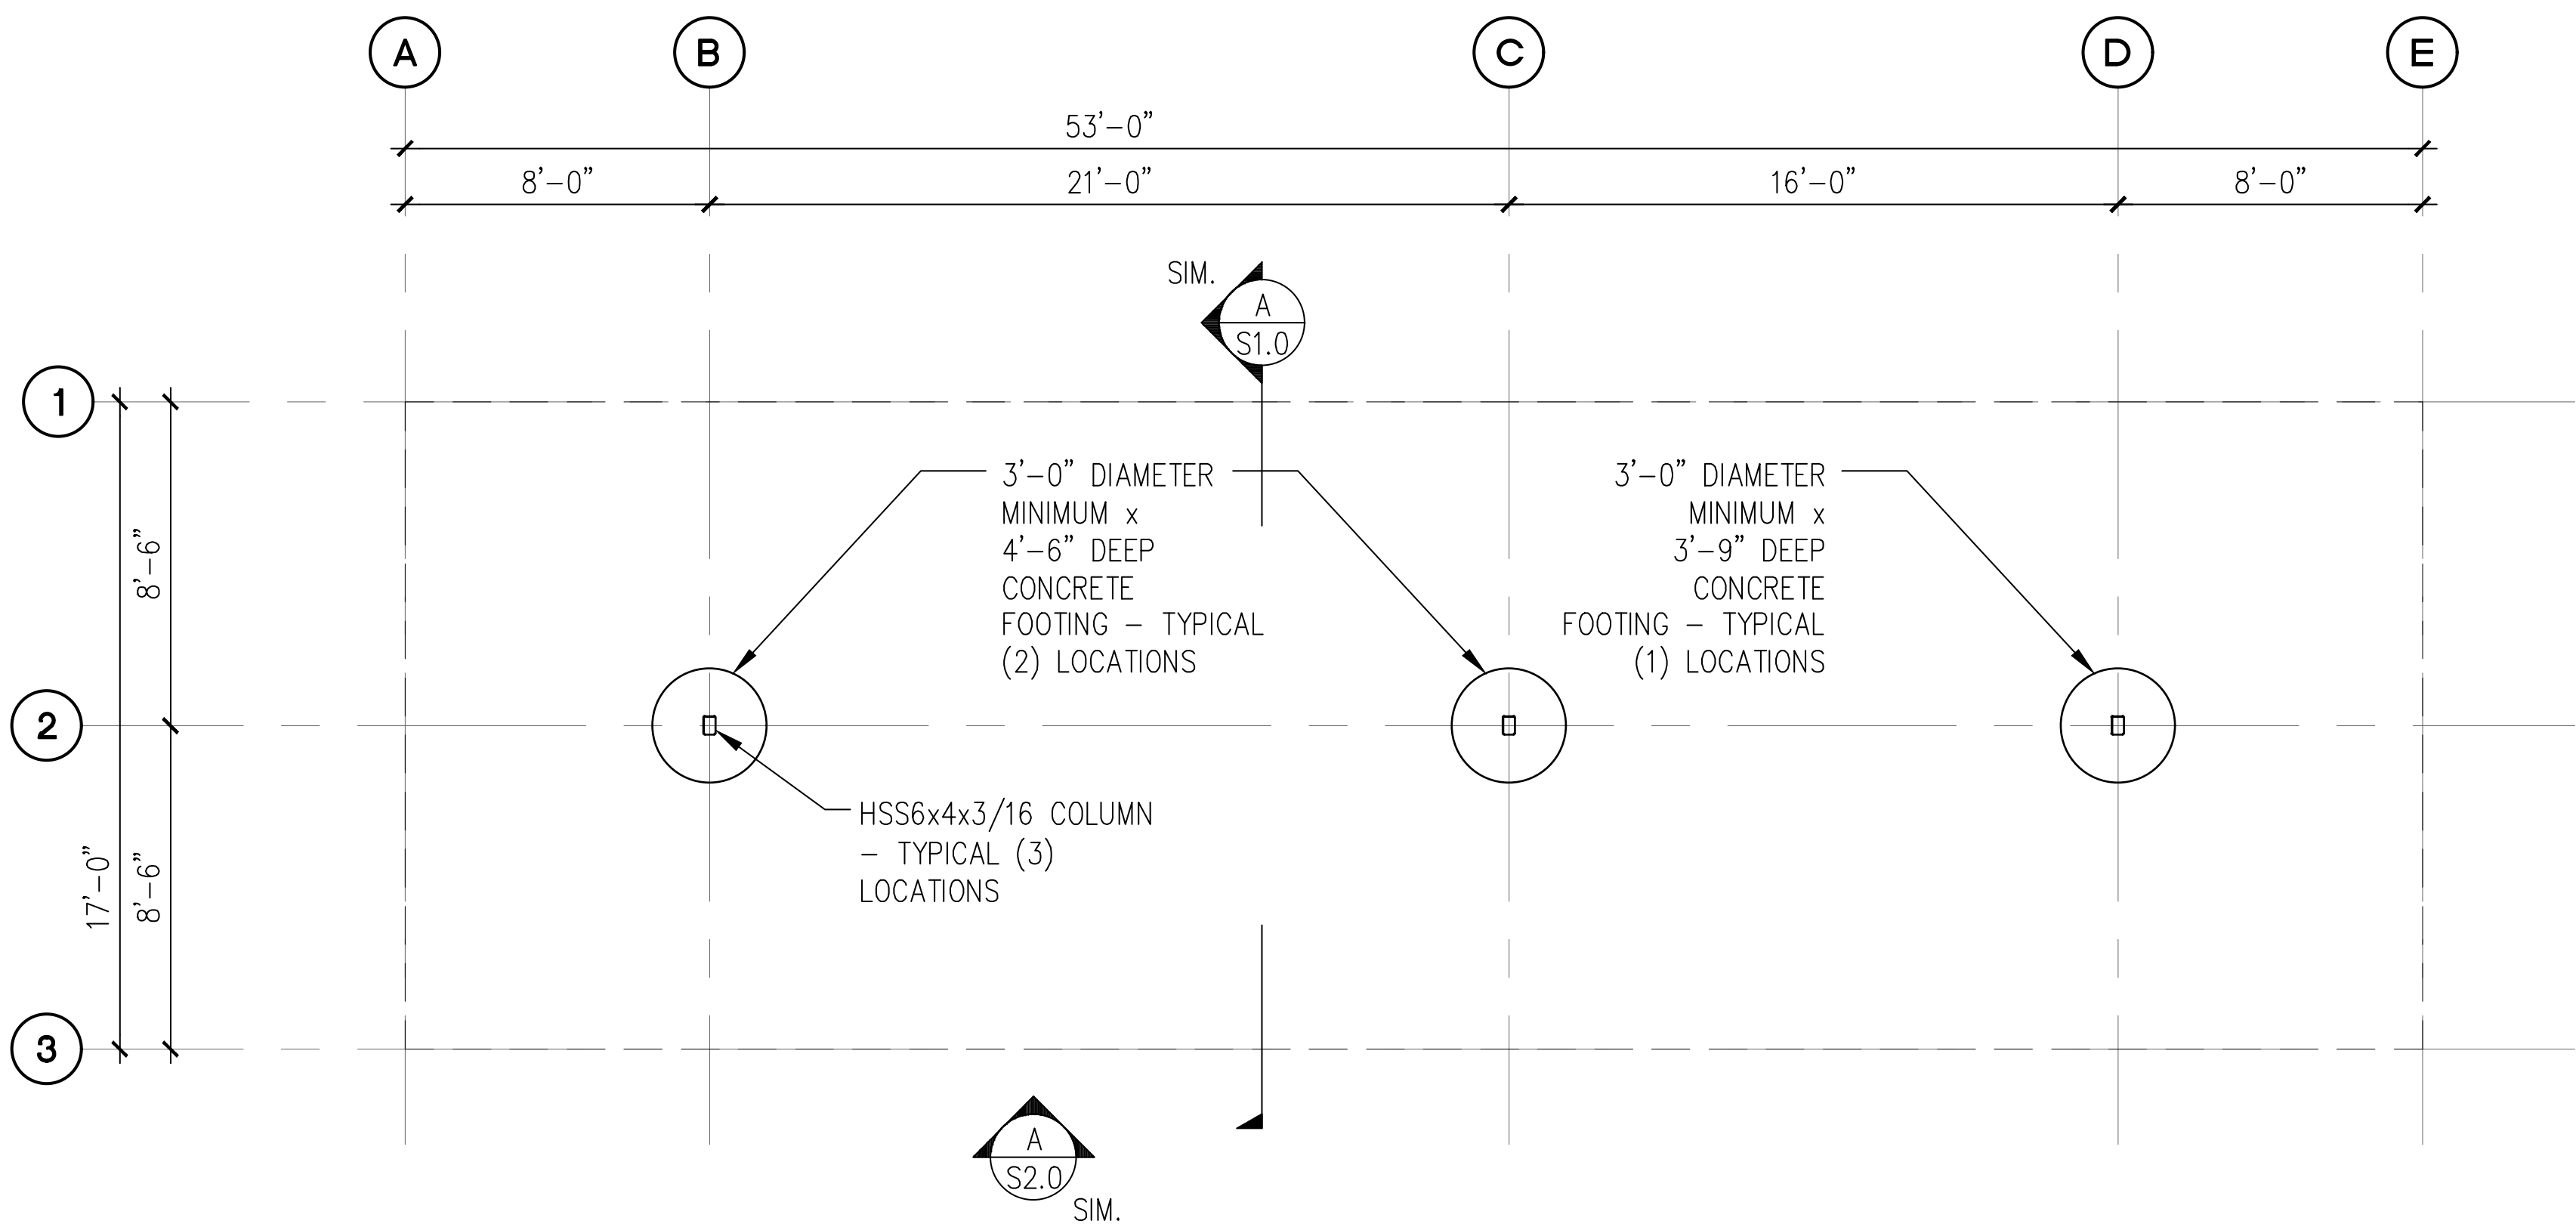 A
B
C
D
E
53'-0"
8'-0"
21'-0"
16'-0"
8'-0"
SIM.
A
S1.0
1
2
3
8'-6"
17'-0"
8'-6"
3'-0" DIAMETER
MINIMUM x
4'-6" DEEP
CONCRETE
FOOTING - TYPICAL
(2) LOCATIONS
3'-0" DIAMETER
MINIMUM x
3'-9" DEEP
CONCRETE
FOOTING - TYPICAL
(1) LOCATIONS
HSS6x4x3/16 COLUMN
- TYPICAL (3)
LOCATIONS
A
S2.0
SIM.